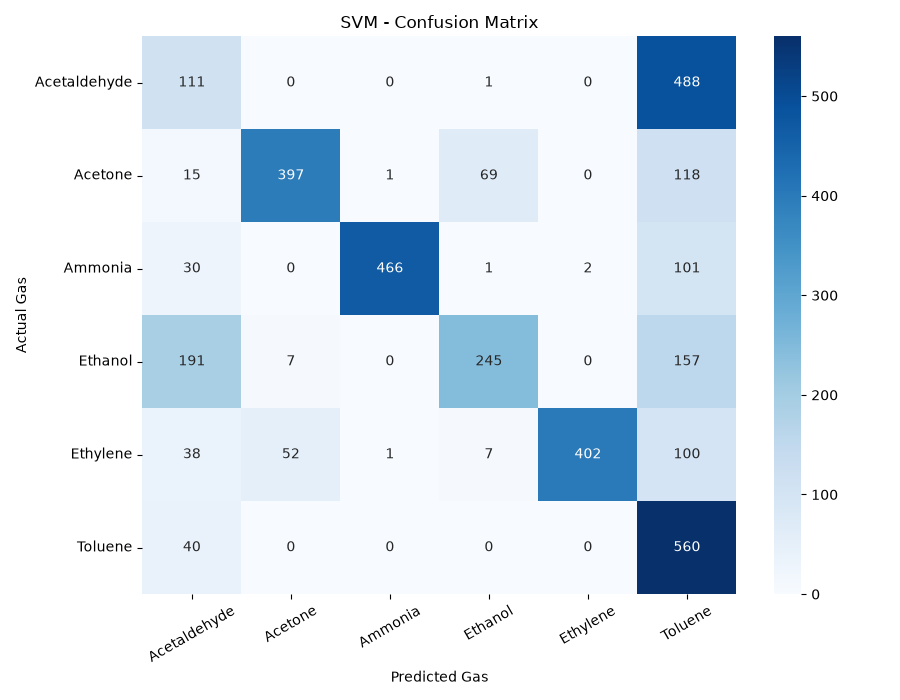 SVM - Confusion Matrix
Acetaldehyde 111 0 0 1 0 488
Acetone 15 397 1 69 0 118
Ammonia 30 0 466 1 2 101
Ethanol 191 7 0 245 0 157
Ethylene 38 52 1 7 402 100
Toluene 40 0 0 0 0 560
Acetaldehyde Acetone Ammonia Ethanol Ethylene Toluene
Predicted Gas
Actual Gas
500
400
300
200
100
0